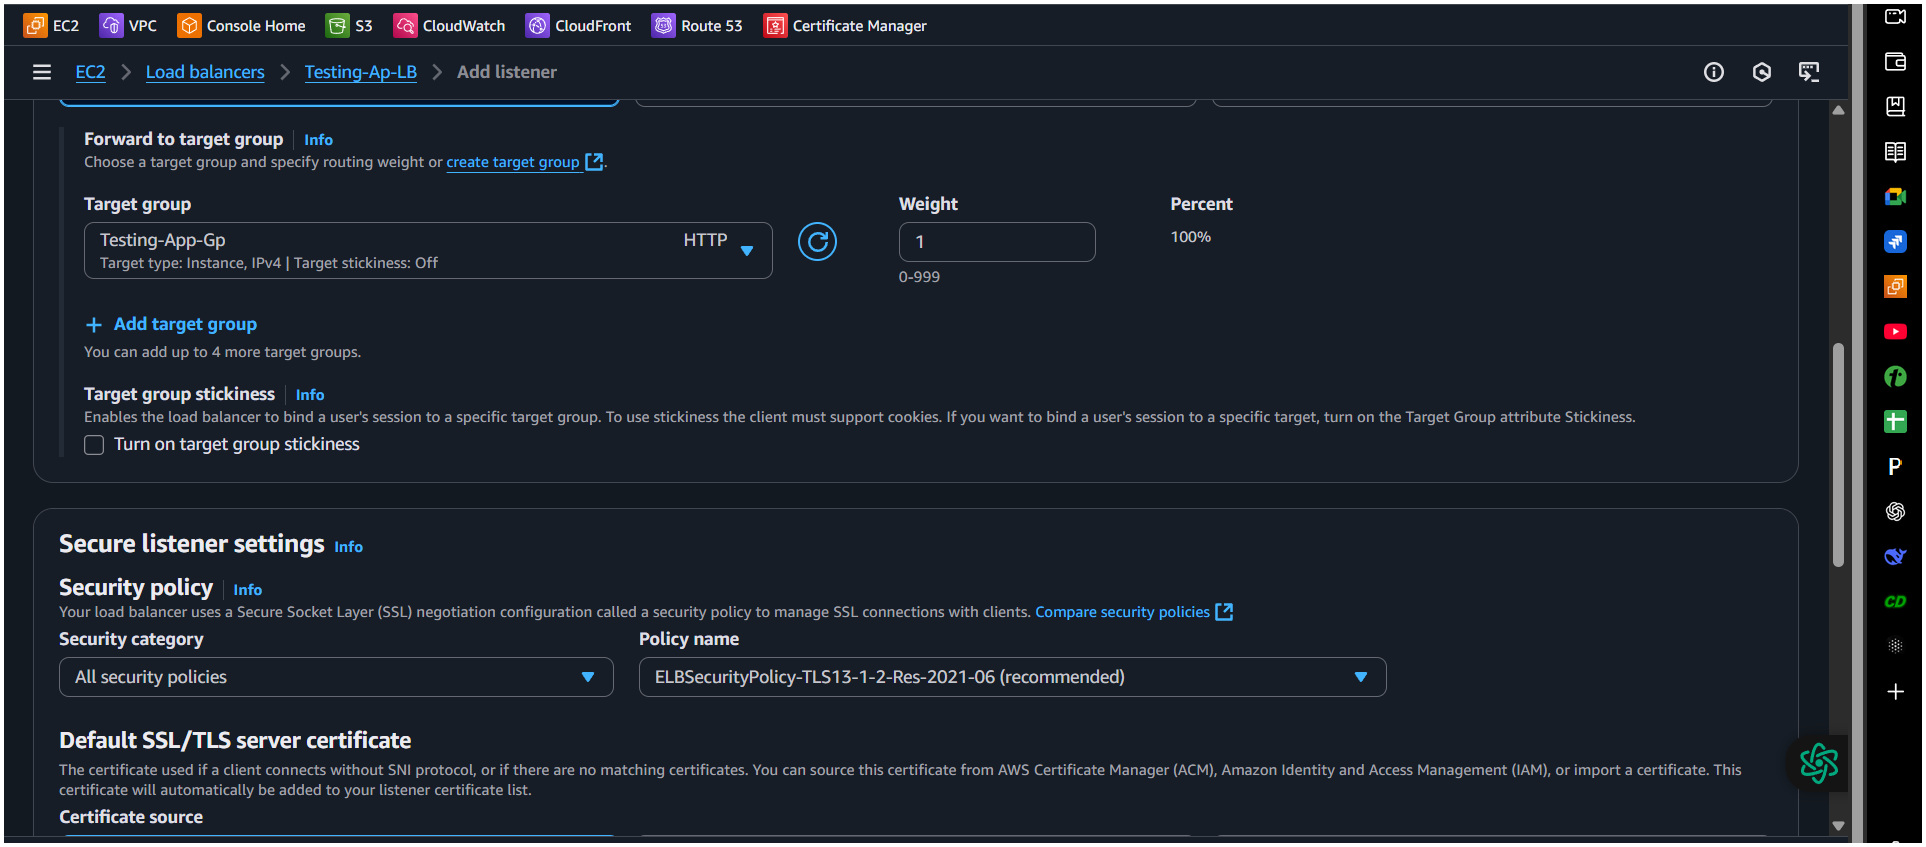 EC2 VPC Console Home S3 CloudWatch CloudFront Route 53 Certificate Manager
EC2 > Load balancers > Testing-Ap-LB > Add listener
Forward to target group Info
Choose a target group and specify routing weight or create target group.
Target group Weight Percent
Testing-App-Gp HTTP 1 100%
Target type: Instance, IPv4 | Target stickiness: Off
0-999
+ Add target group
You can add up to 4 more target groups.
Target group stickiness Info
Enables the load balancer to bind a user's session to a specific target group. To use stickiness the client must support cookies. If you want to bind a user's session to a specific target, turn on the Target Group attribute Stickiness.
Turn on target group stickiness
Secure listener settings Info
Security policy Info
Your load balancer uses a Secure Socket Layer (SSL) negotiation configuration called a security policy to manage SSL connections with clients. Compare security policies
Security category Policy name
All security policies ELBSecurityPolicy-TLS13-1-2-Res-2021-06 (recommended)
Default SSL/TLS server certificate
The certificate used if a client connects without SNI protocol, or if there are no matching certificates. You can source this certificate from AWS Certificate Manager (ACM), Amazon Identity and Access Management (IAM), or import a certificate. This
certificate will automatically be added to your listener certificate list.
Certificate source
P
CD